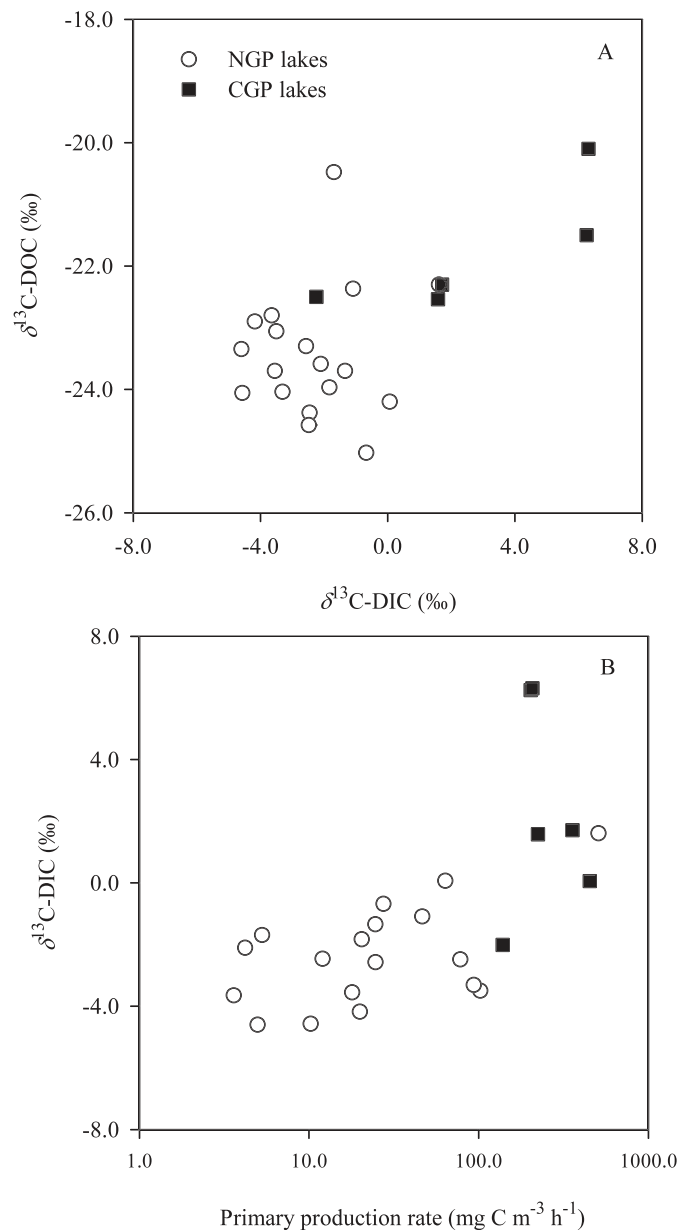 -18.0
A
NGP lakes
CGP lakes
-20.0
-22.0
-24.0
-26.0
δ¹³C-DOC (‰)
-8.0 -4.0 0.0 4.0 8.0
δ¹³C-DIC (‰)
8.0
B
4.0
0.0
-4.0
-8.0
δ¹³C-DIC (‰)
1.0 10.0 100.0 1000.0
Primary production rate (mg C m⁻³ h⁻¹)